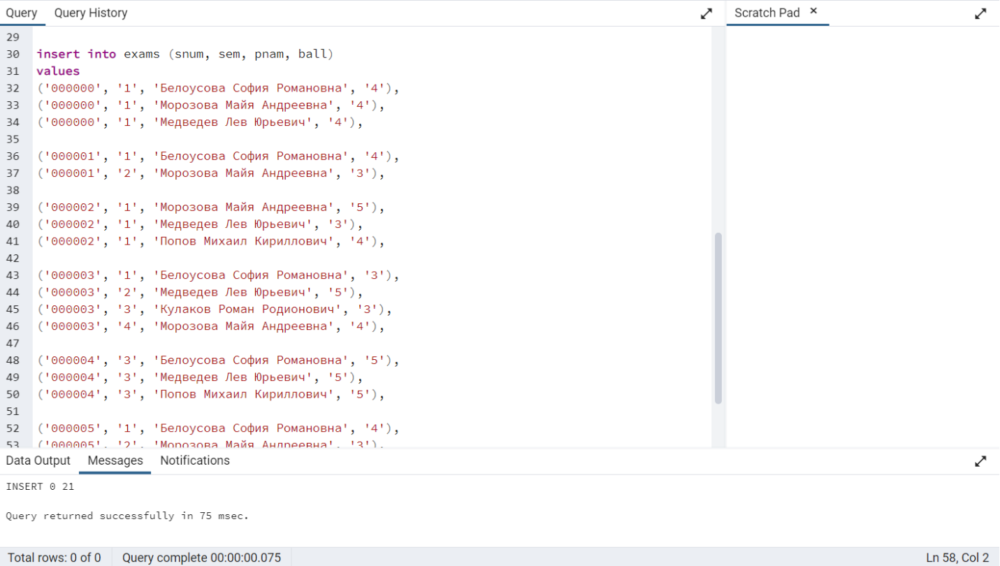 Query Query History Scratch Pad ×
29
30 insert into exams (snum, sem, pnam, ball)
31 values
32 ('000000', '1', 'Белоусова София Романовна', '4'),
33 ('000000', '1', 'Морозова Майя Андреевна', '4'),
34 ('000000', '1', 'Медведев Лев Юрьевич', '4'),
35
36 ('000001', '1', 'Белоусова София Романовна', '4'),
37 ('000001', '2', 'Морозова Майя Андреевна', '3'),
38
39 ('000002', '1', 'Морозова Майя Андреевна', '5'),
40 ('000002', '1', 'Медведев Лев Юрьевич', '3'),
41 ('000002', '1', 'Попов Михаил Кириллович', '4'),
42
43 ('000003', '1', 'Белоусова София Романовна', '3'),
44 ('000003', '2', 'Медведев Лев Юрьевич', '5'),
45 ('000003', '3', 'Кулаков Роман Родионович', '3'),
46 ('000003', '4', 'Морозова Майя Андреевна', '4'),
47
48 ('000004', '3', 'Белоусова София Романовна', '5'),
49 ('000004', '3', 'Медведев Лев Юрьевич', '5'),
50 ('000004', '3', 'Попов Михаил Кириллович', '5'),
51
52 ('000005', '1', 'Белоусова София Романовна', '4'),
53 ('000005', '2', 'Морозова Майя Андреевна', '3'),
Data Output Messages Notifications
INSERT 0 21
Query returned successfully in 75 msec.
Total rows: 0 of 0 Query complete 00:00:00.075 Ln 58, Col 2